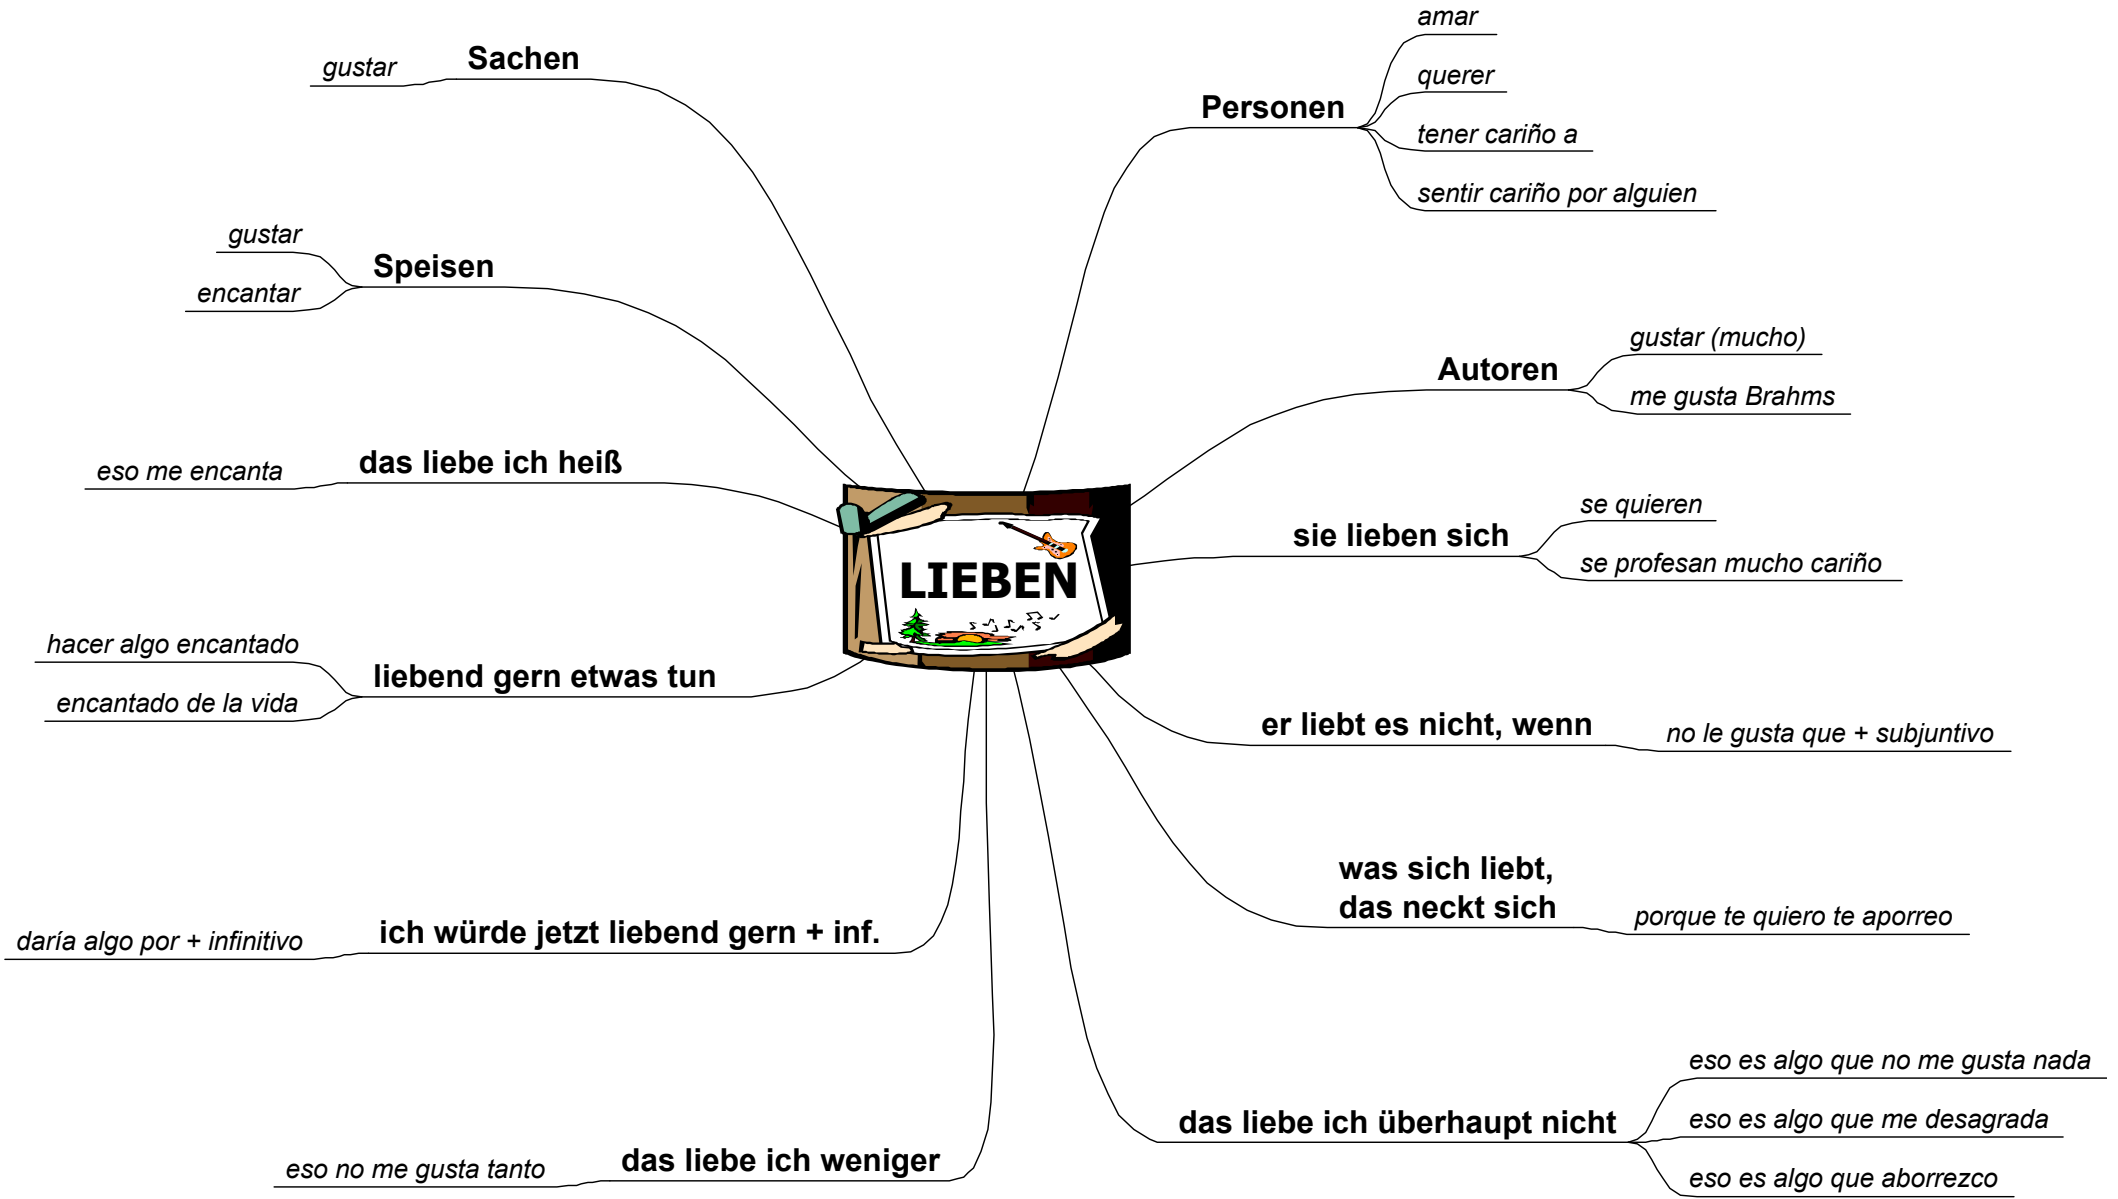 LIEBEN
Personen
amar
querer
tener cariño a
sentir cariño por alguien
Autoren
gustar (mucho)
me gusta Brahms
sie lieben sich
se quieren
se profesan mucho cariño
er liebt es nicht, wenn
no le gusta que + subjuntivo
was sich liebt,
das neckt sich
porque te quiero te aporreo
das liebe ich überhaupt nicht
eso es algo que no me gusta nada
eso es algo que me desagrada
eso es algo que aborrezco
das liebe ich weniger
eso no me gusta tanto
ich würde jetzt liebend gern + inf.
daría algo por + infinitivo
liebend gern etwas tun
hacer algo encantado
encantado de la vida
das liebe ich heiß
eso me encanta
Speisen
gustar
encantar
Sachen
gustar